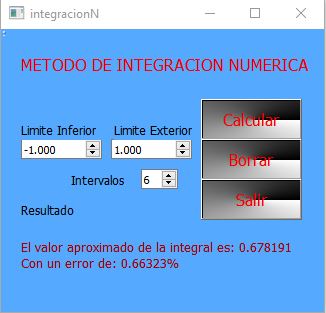 integracionN
METODO DE INTEGRACION NUMERICA
Limite Inferior Limite Exterior
-1.000 1.000
Intervalos 6
Calcular
Borrar
Salir
Resultado
El valor aproximado de la integral es: 0.678191
Con un error de: 0.66323%